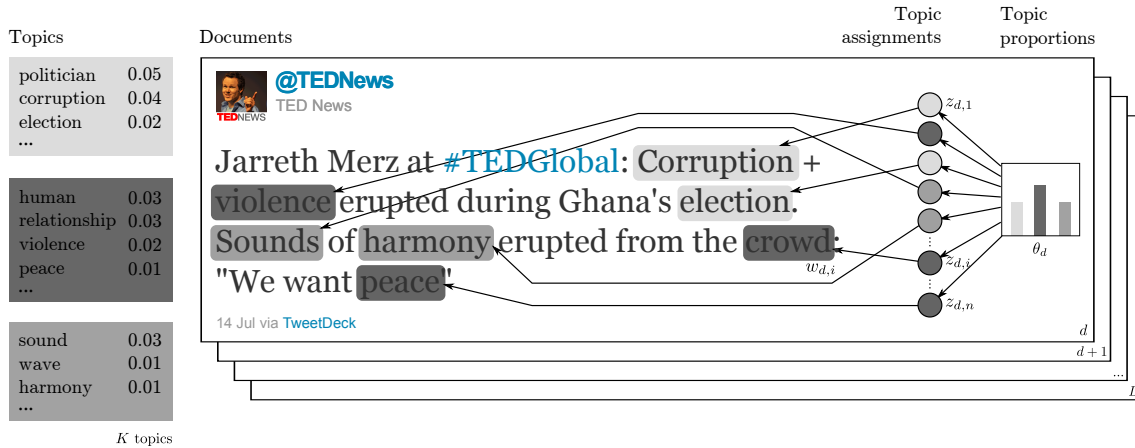 Topics
politician 0.05
corruption 0.04
election 0.02
...
human 0.03
relationship 0.03
violence 0.02
peace 0.01
...
sound 0.03
wave 0.01
harmony 0.01
...
K topics
Documents
TEDNEWS
@TEDNews
TED News
Jarreth Merz at #TEDGlobal: Corruption +
violence erupted during Ghana's election.
Sounds of harmony erupted from the crowd:
"We want peace"
14 Jul via TweetDeck
w_{d,i}
Topic
assignments
z_{d,1}
z_{d,i}
z_{d,n}
Topic
proportions
θ_d
d
d + 1
...